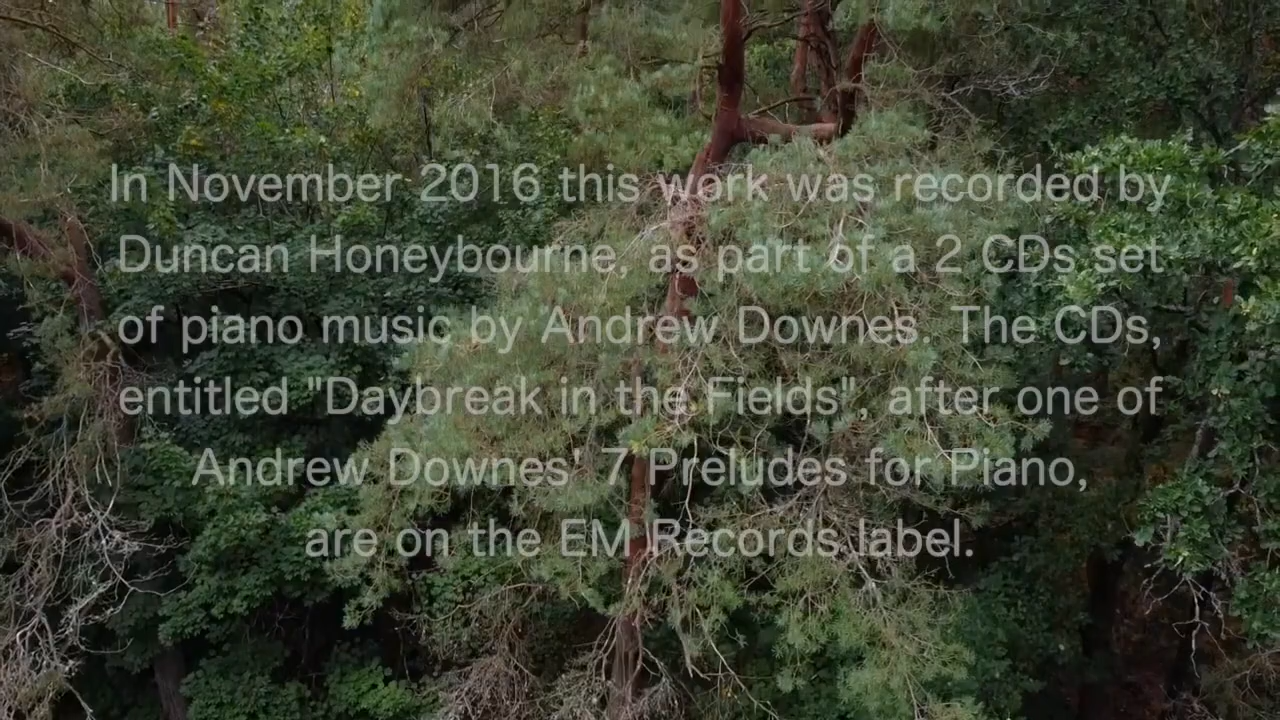 In November 2016 this work was recorded by
Duncan Honeybourne, as part of a 2 CDs set
of piano music by Andrew Downes. The CDs,
entitled "Daybreak in the Fields", after one of
Andrew Downes' 7 Preludes for Piano,
are on the EM Records label.